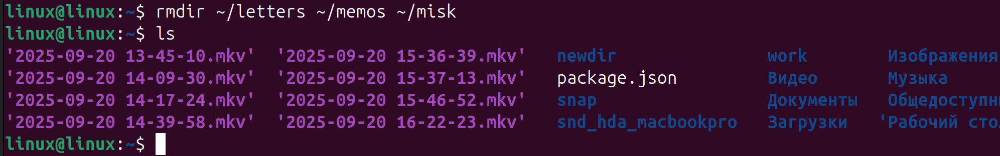 linux@linux:~$ rmdir ~/letters ~/memos ~/misk
linux@linux:~$ ls
'2025-09-20 13-45-10.mkv' '2025-09-20 15-36-39.mkv' newdir work Изображения
'2025-09-20 14-09-30.mkv' '2025-09-20 15-37-13.mkv' package.json Видео Музыка
'2025-09-20 14-17-24.mkv' '2025-09-20 15-46-52.mkv' snap Документы
'2025-09-20 14-39-58.mkv' '2025-09-20 16-22-23.mkv' snd_hda_macbookpro Загрузки 'Рабочий
linux@linux:~$